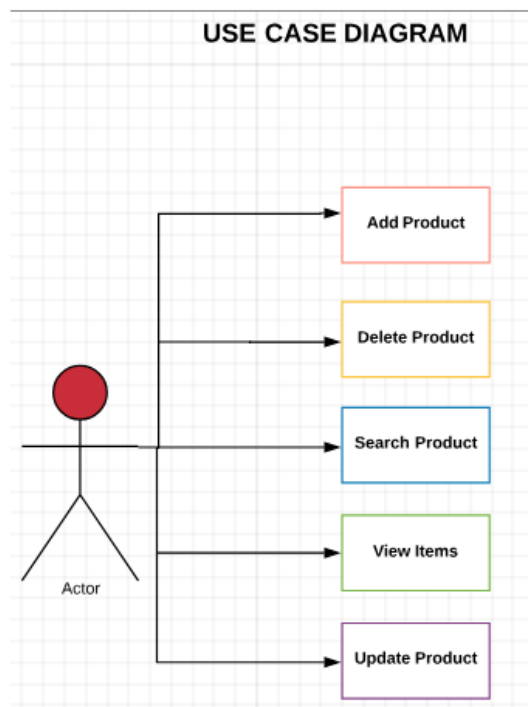 USE CASE DIAGRAM
Add Product
Delete Product
Search Product
View Items
Update Product
Actor